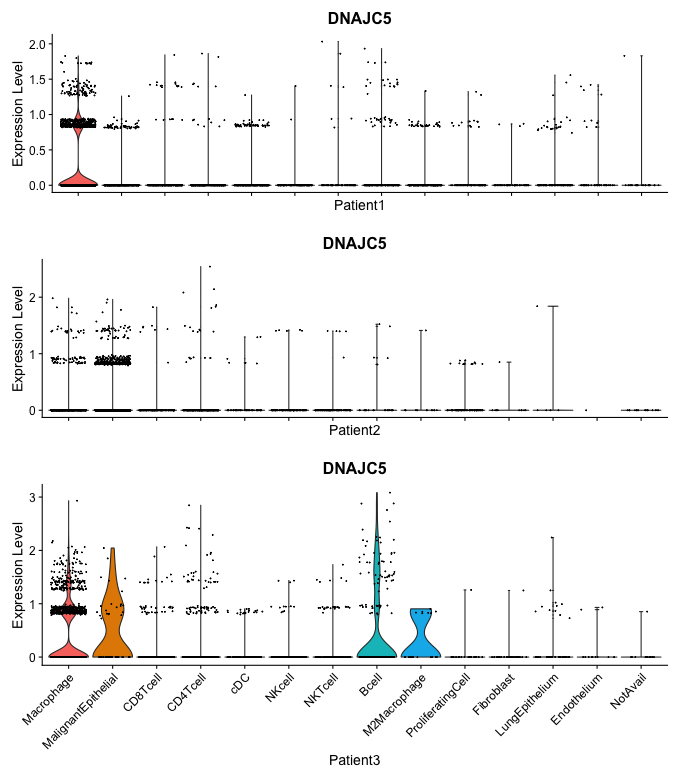 DNAJC5
Expression Level
2.0
1.5
1.0
0.5
0.0
Patient1
DNAJC5
Expression Level
2
1
0
Patient2
DNAJC5
Expression Level
3
2
1
0
Macrophage
MalignantEpithelial
CD8Tcell
CD4Tcell
cDC
NKcell
NKTcell
Bcell
M2Macrophage
ProliferatingCell
Fibroblast
LungEpithelium
Endothelium
NotAvail
Patient3